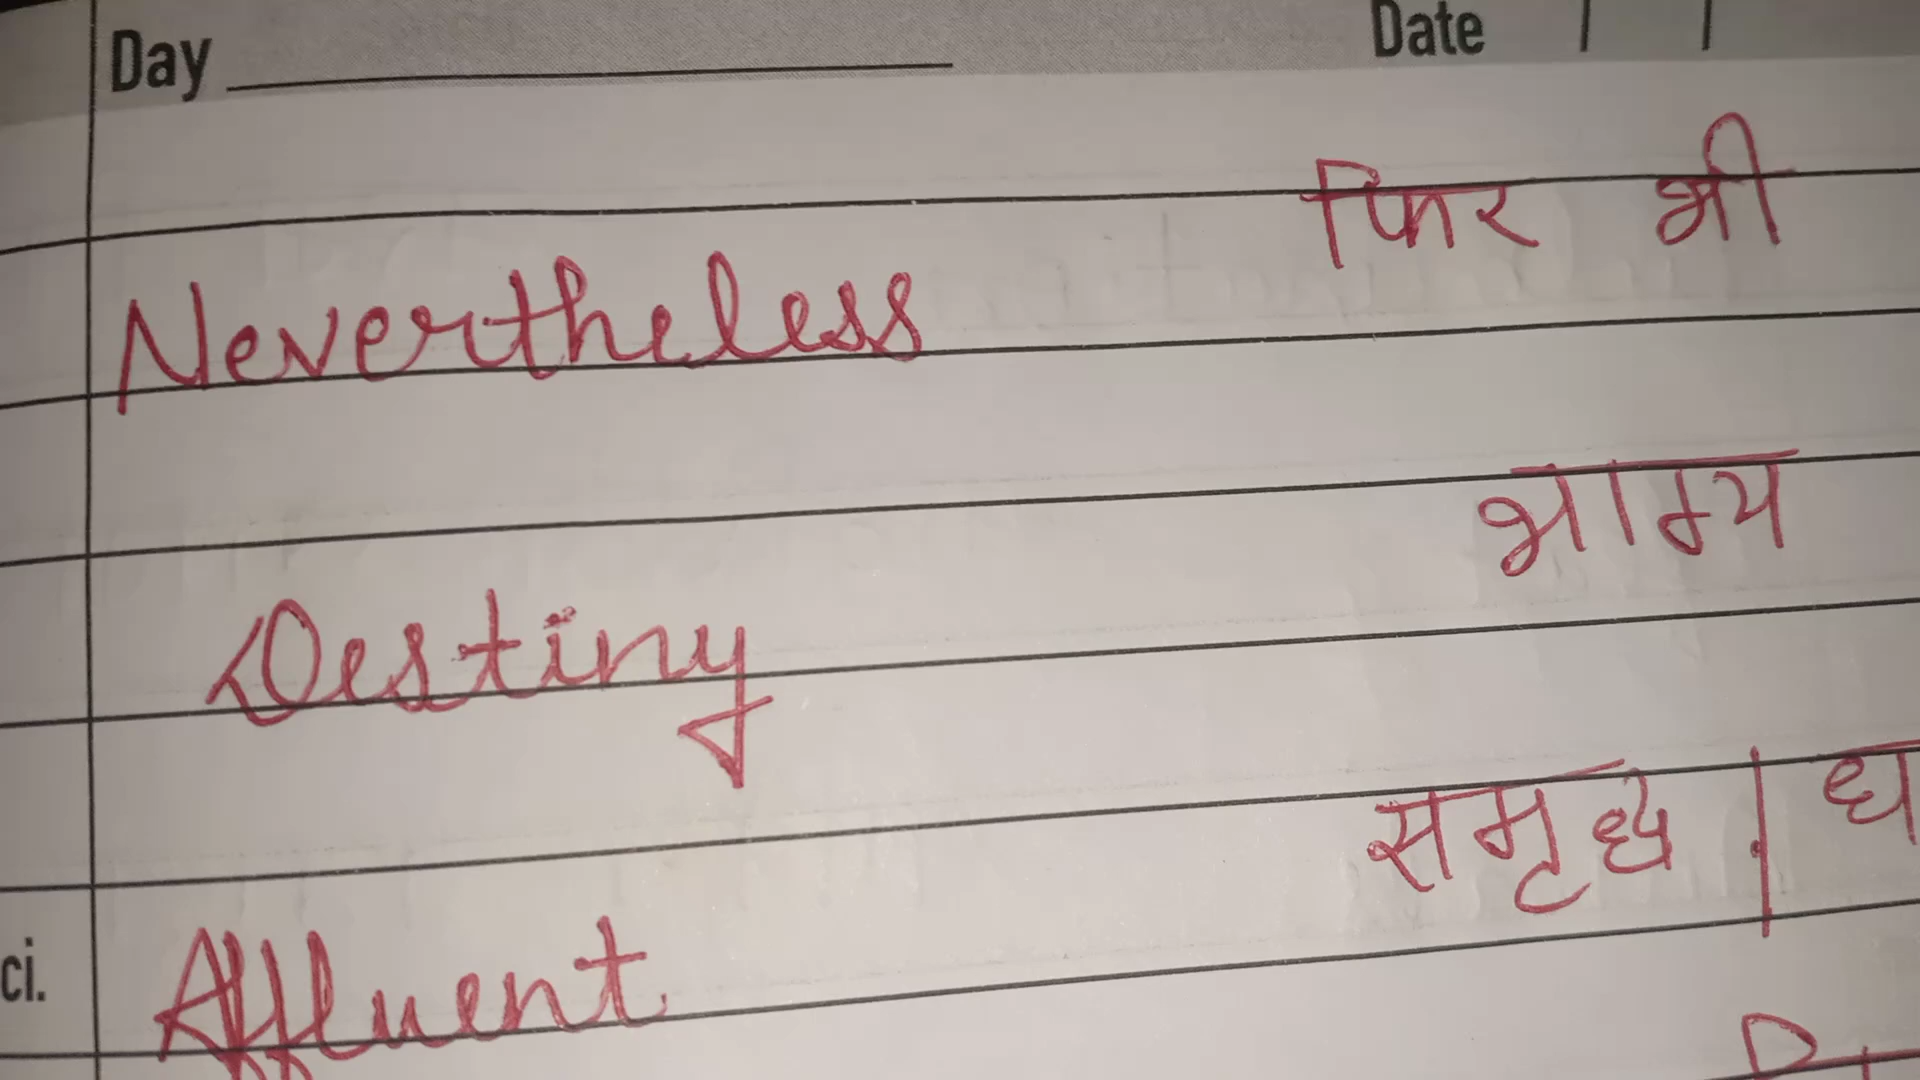 Day Date / /
Nevertheless फिर भी
Destiny भाग्य
Affluent समृध्द |
ci.